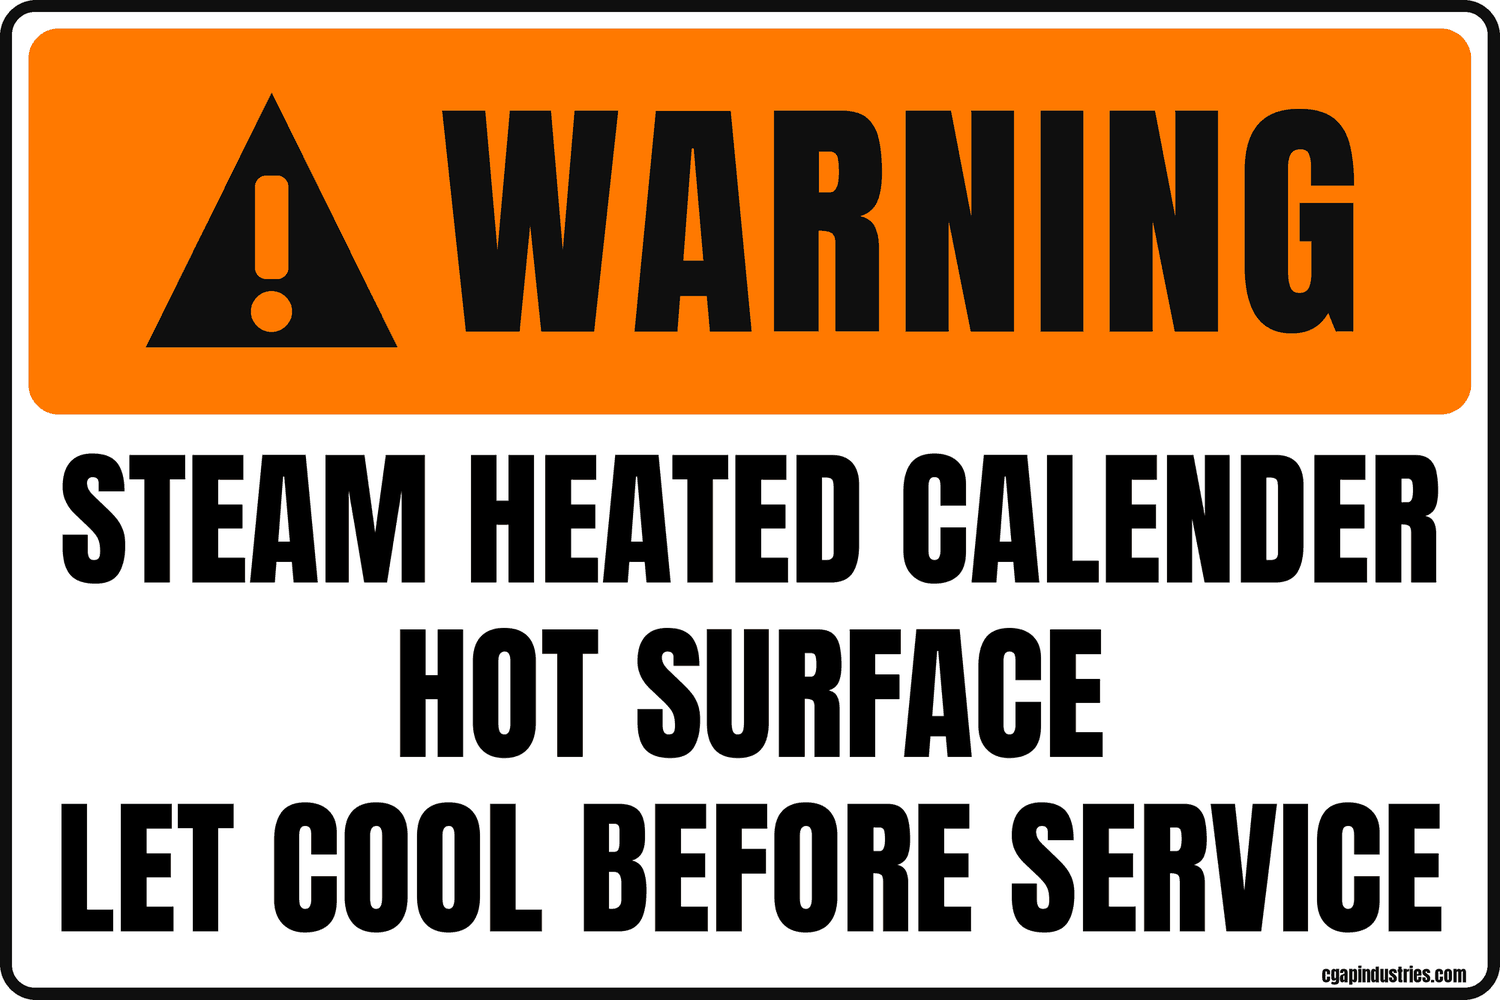 WARNING
STEAM HEATED CALENDER
HOT SURFACE
LET COOL BEFORE SERVICE
cgapindustries.com